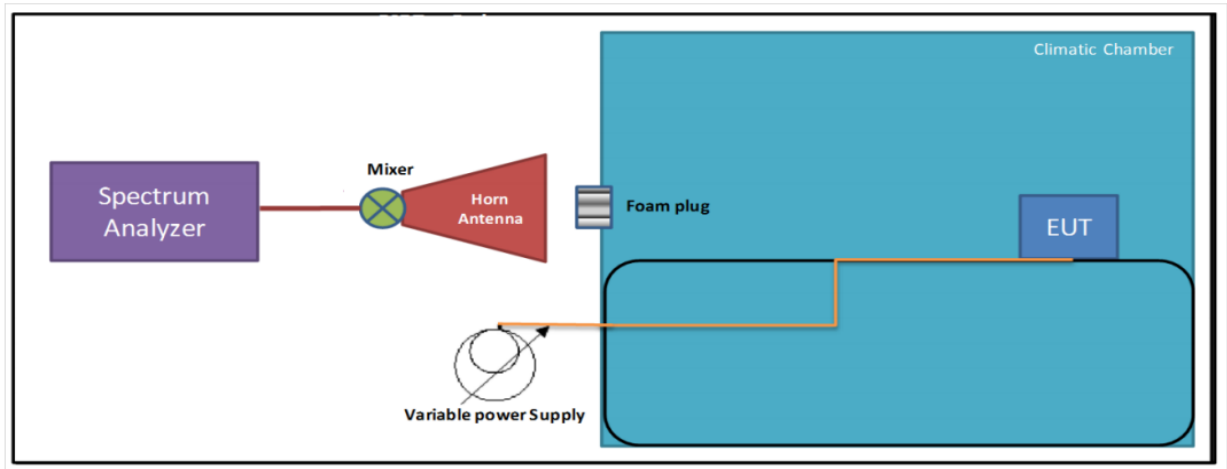 Climatic Chamber
Mixer
Spectrum
Analyzer
Horn
Antenna
Foam plug
EUT
Variable power Supply